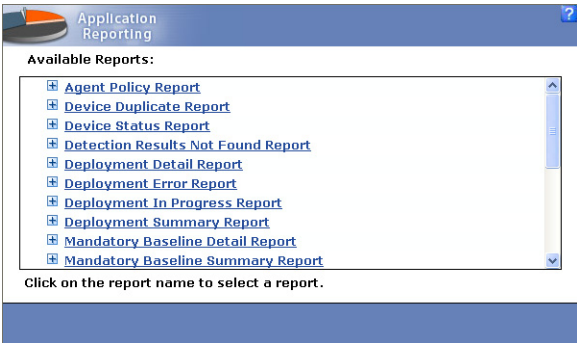 Application
Reporting
?
Available Reports:
Agent Policy Report
Device Duplicate Report
Device Status Report
Detection Results Not Found Report
Deployment Detail Report
Deployment Error Report
Deployment In Progress Report
Deployment Summary Report
Mandatory Baseline Detail Report
Mandatory Baseline Summary Report
Click on the report name to select a report.